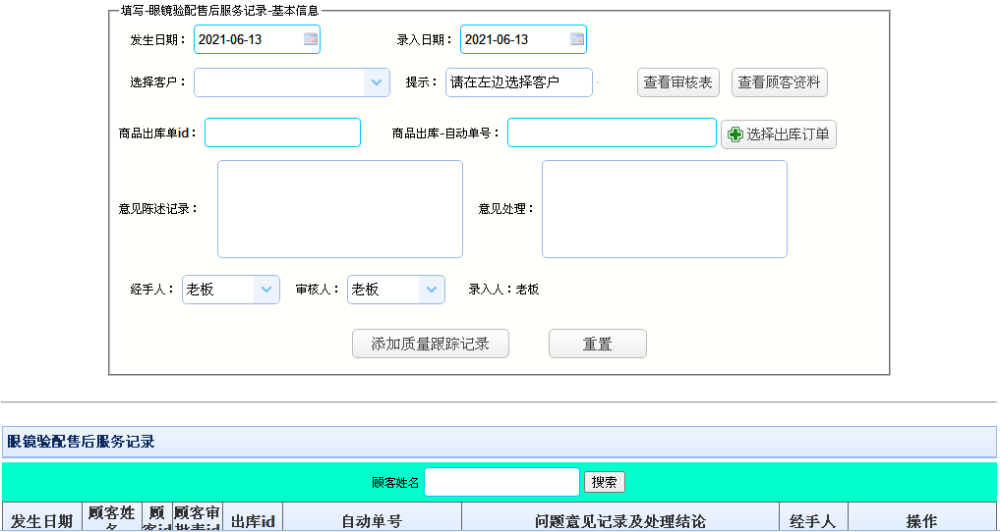 填写-眼镜验配售后服务记录-基本信息
发生日期： 2021-06-13 录入日期： 2021-06-13
选择客户： 提示： 请在左边选择客户 查看审核表 查看顾客资料
商品出库单id： 商品出库-自动单号： 选择出库订单
意见陈述记录： 意见处理：
经手人： 老板 审核人： 老板 录入人：老板
添加质量跟踪记录 重置
眼镜验配售后服务记录
顾客姓名 搜索
发生日期 顾客姓名 顾客id 顾客审批表id 出库id 自动单号 问题意见记录及处理结论 经手人 操作